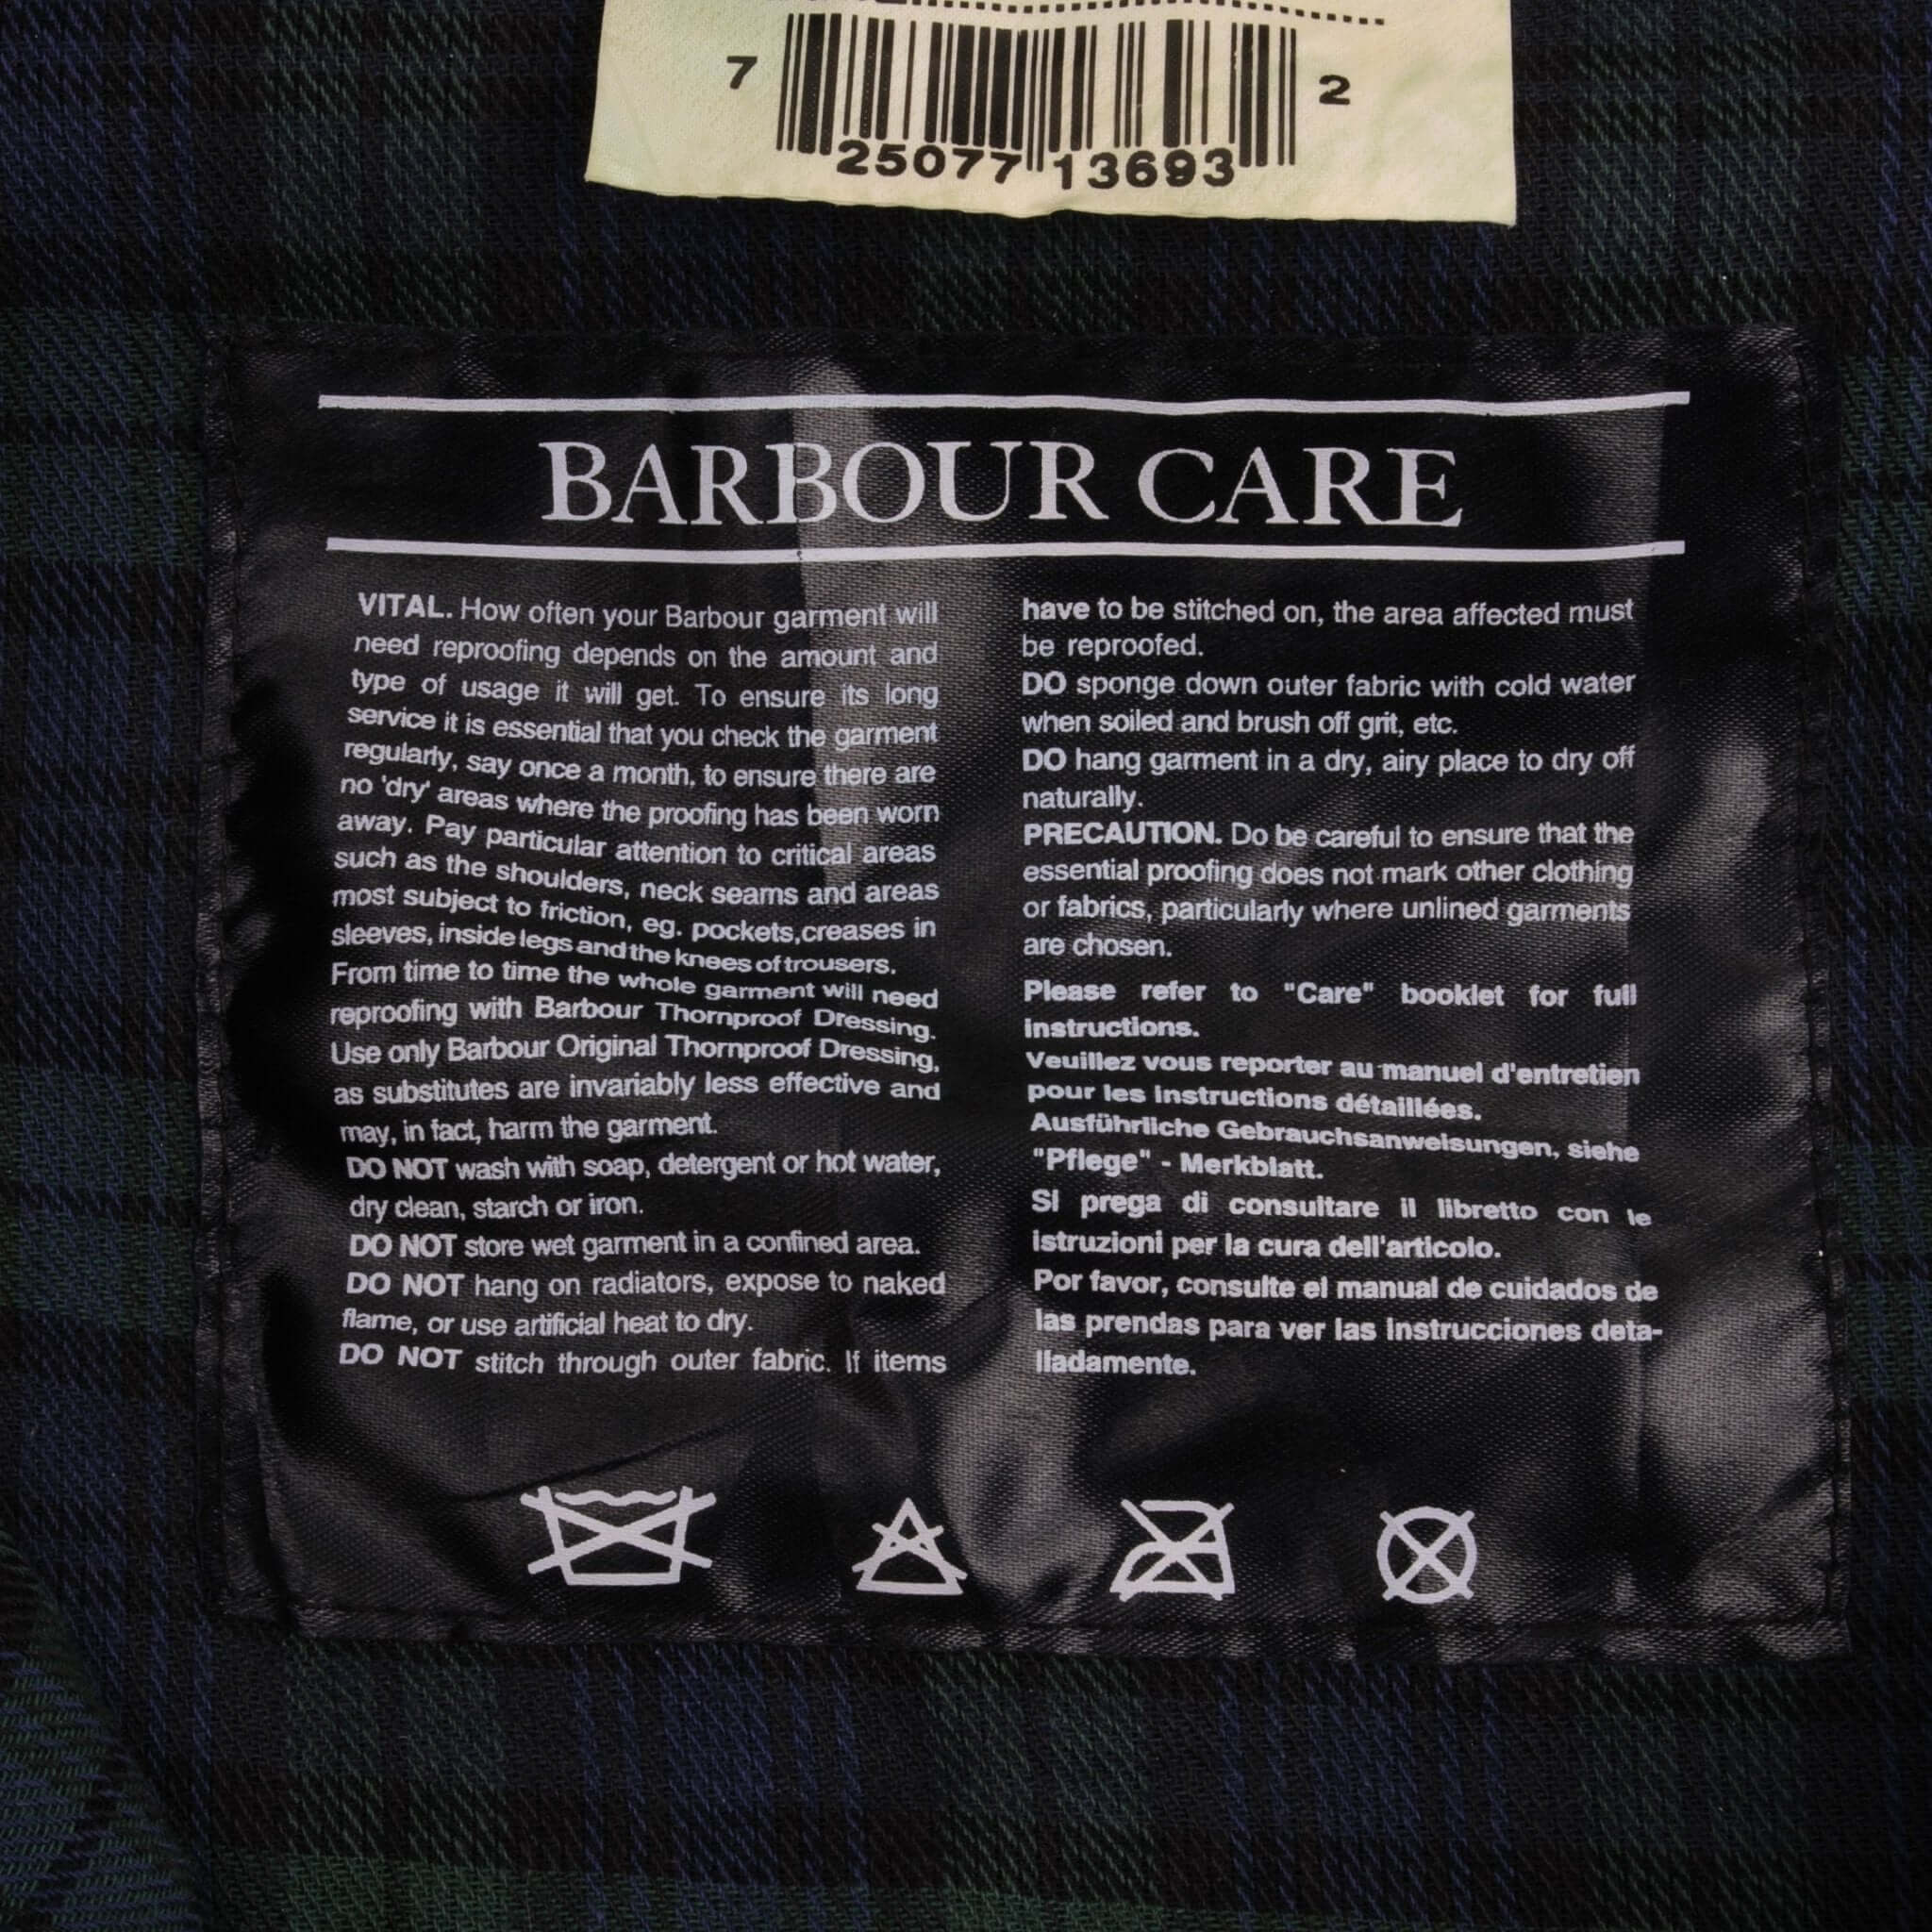 7 25077 13693 2
BARBOUR CARE
VITAL. How often your Barbour garment will
need reproofing depends on the amount and
type of usage it will get. To ensure its long
service it is essential that you check the garment
regularly, say once a month, to ensure there are
no 'dry' areas where the proofing has been worn
away. Pay particular attention to critical areas
such as the shoulders, neck seams and areas
most subject to friction, eg. pockets,creases in
sleeves, inside legs and the knees of trousers.
From time to time the whole garment will need
reproofing with Barbour Thornproof Dressing.
Use only Barbour Original Thornproof Dressing,
as substitutes are invariably less effective and
may, in fact, harm the garment.
DO NOT wash with soap, detergent or hot water,
dry clean, starch or iron.
DO NOT store wet garment in a confined area.
DO NOT hang on radiators, expose to naked
flame, or use artificial heat to dry.
DO NOT stitch through outer fabric. If items
have to be stitched on, the area affected must
be reproofed.
DO sponge down outer fabric with cold water
when soiled and brush off grit, etc.
DO hang garment in a dry, airy place to dry off
naturally.
PRECAUTION. Do be careful to ensure that the
essential proofing does not mark other clothing
or fabrics, particularly where unlined garments
are chosen.
Please refer to "Care" booklet for full
instructions.
Veuillez vous reporter au manuel d'entretien
pour les instructions détaillées.
Ausführliche Gebrauchsanweisungen, siehe
"Pflege" - Merkblatt.
Si prega di consultare il libretto con le
istruzioni per la cura dell'articolo.
Por favor, consulte el manual de cuidados de
las prendas para ver las instrucciones deta-
lladamente.